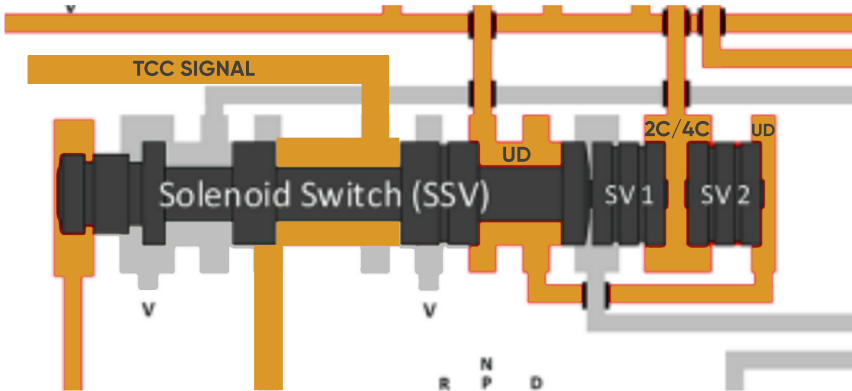 V
TCC SIGNAL
2C/4C
UD
UD
Solenoid Switch (SSV)
SV 1
SV 2
V
V
N
R P D